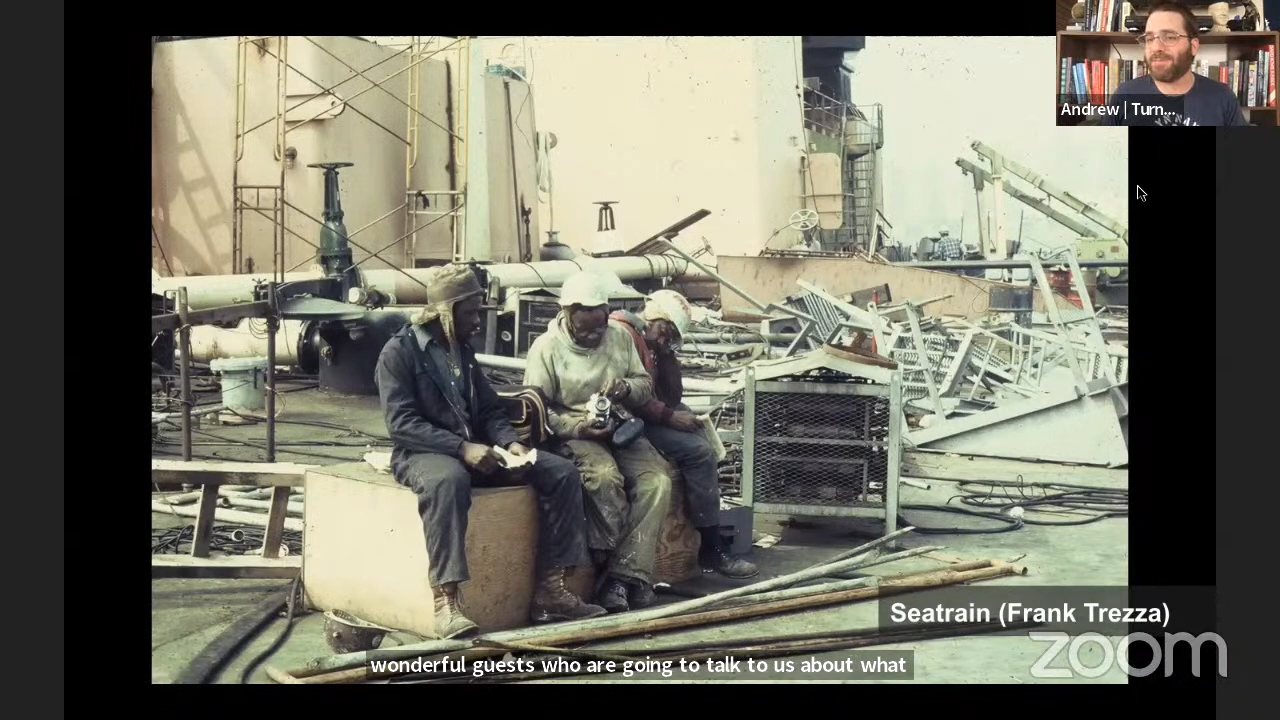 Andrew | Turn...
Seatrain (Frank Trezza)
wonderful guests who are going to talk to us about what
zoom